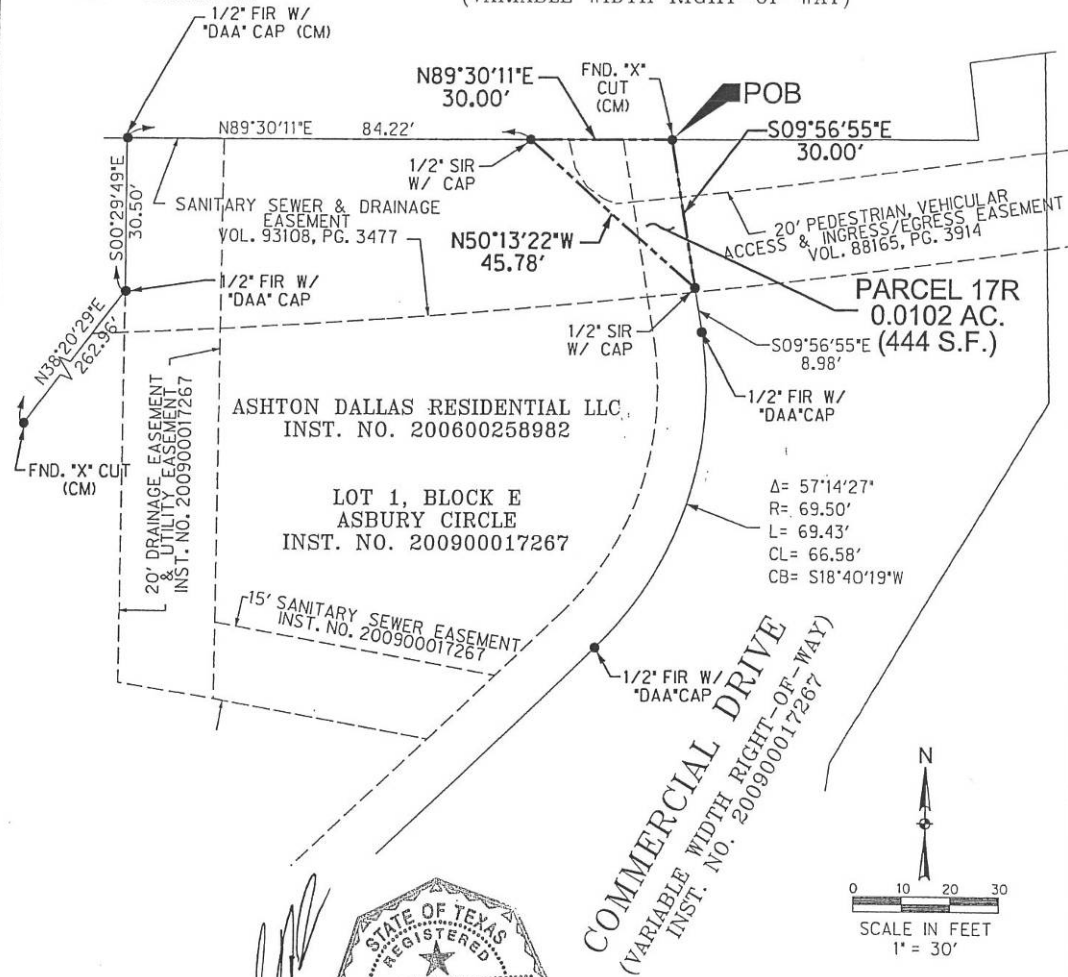 (VARIABLE WIDTH RIGHT-OF-WAY)
1/2" FIR W/
"DAA" CAP (CM)
N89°30'11"E
30.00'
FND. "X"
CUT
(CM)
POB
S09°56'55"E
30.00'
N89°30'11"E 84.22'
1/2" SIR
W/ CAP
S00°29'49"E
30.50'
SANITARY SEWER & DRAINAGE
EASEMENT
VOL. 93108, PG. 3477
N50°13'22"W
45.78'
20' PEDESTRIAN, VEHICULAR
ACCESS & INGRESS/EGRESS EASEMENT
VOL. 88165, PG. 3914
1/2" FIR W/
"DAA" CAP
PARCEL 17R
0.0102 AC.
(444 S.F.)
1/2" SIR
W/ CAP
S09°56'55"E
8.98'
N38°20'29"E
262.96'
1/2" FIR W/
"DAA"CAP
ASHTON DALLAS RESIDENTIAL LLC
INST. NO. 200600258982
FND. "X" CUT
(CM)
20' DRAINAGE EASEMENT
& UTILITY EASEMENT
INST. NO. 200900017267
LOT 1, BLOCK E
ASBURY CIRCLE
INST. NO. 200900017267
Δ= 57°14'27"
R= 69.50'
L= 69.43'
CL= 66.58'
CB= S18°40'19"W
15' SANITARY SEWER EASEMENT
INST. NO. 200900017267
1/2" FIR W/
"DAA"CAP
COMMERCIAL DRIVE
(VARIABLE WIDTH RIGHT-OF-WAY)
INST. NO. 200900017267
N
0 10 20 30
SCALE IN FEET
1" = 30'
STATE OF TEXAS
REGISTERED